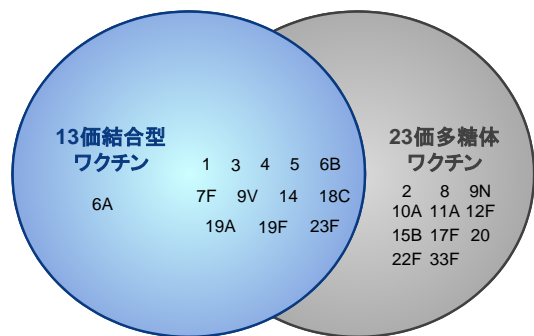 13価結合型
ワクチン
6A
1 3 4 5 6B
7F 9V 14 18C
19A 19F 23F
23価多糖体
ワクチン
2 8 9N
10A 11A 12F
15B 17F 20
22F 33F